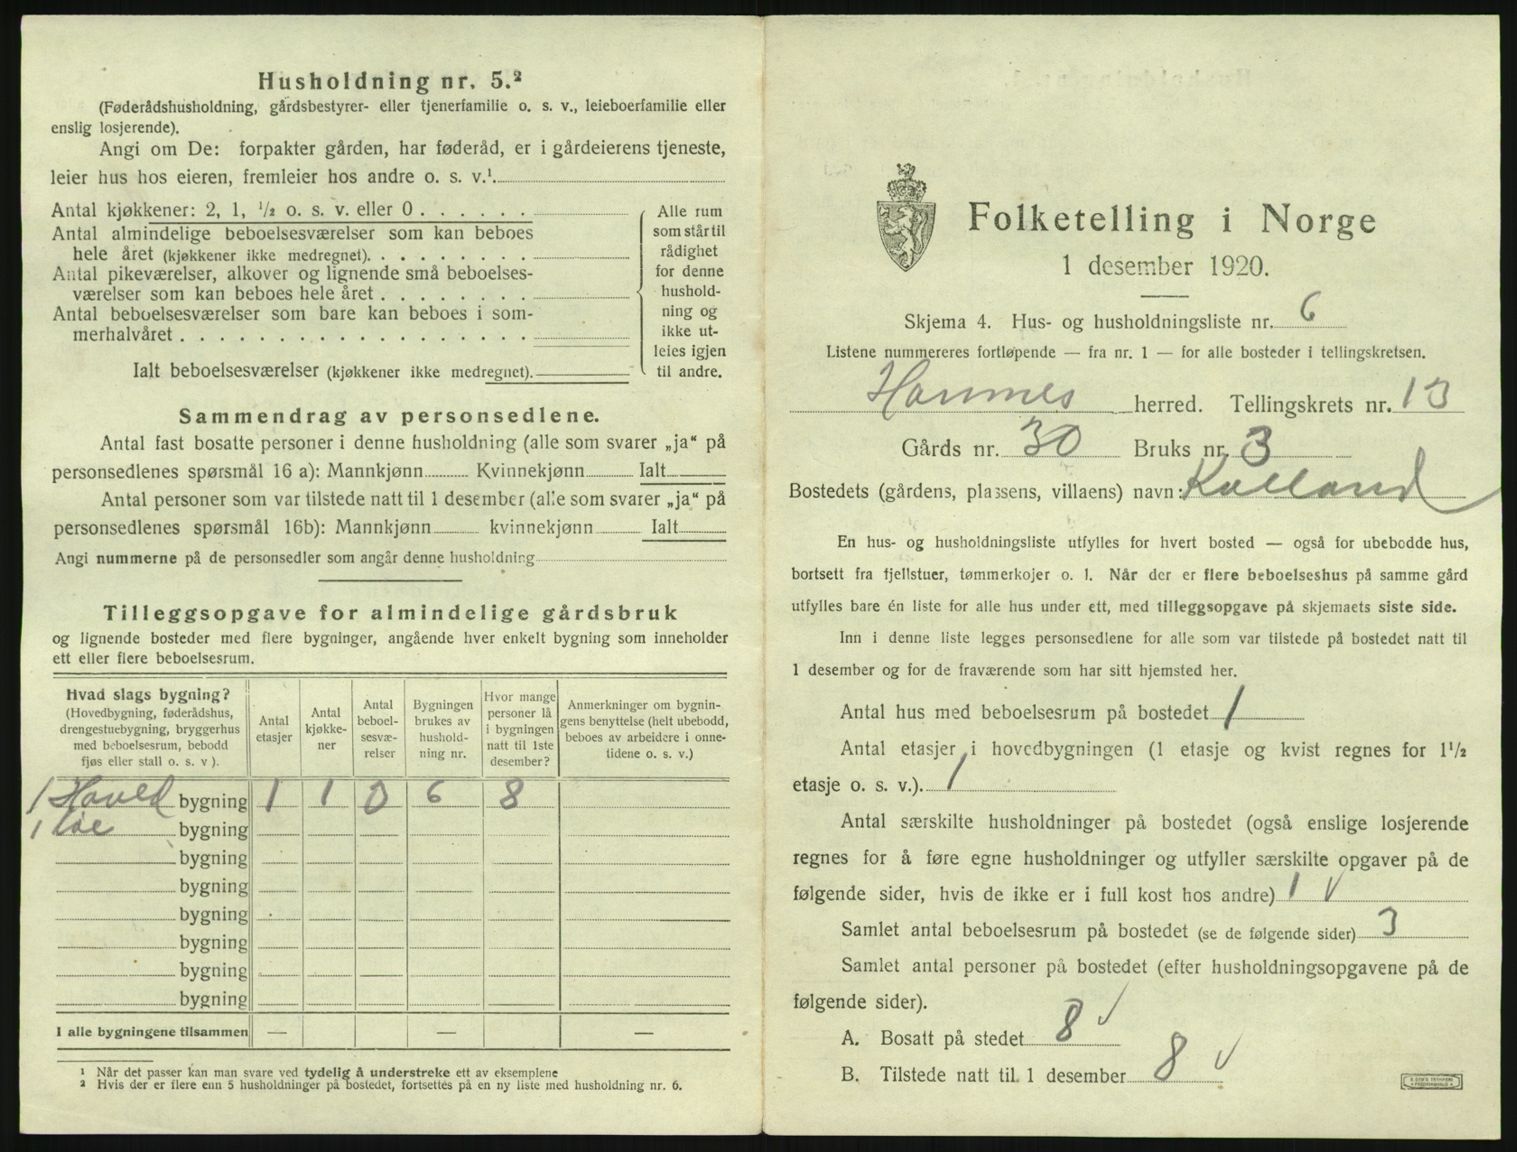 Husholdning nr. 5.²
(Føderådshusholdning, gårdsbestyrer- eller tjenerfamilie o. s. v., leieboerfamilie eller
enslig losjerende).
Angi om De: forpakter gården, har føderåd, er i gårdeierens tjeneste,
leier hus hos eieren, fremleier hos andre o. s. v.¹
Antal kjøkkener: 2, 1, ½ o. s. v. eller 0 . . . . . .
Antal almindelige beboelsesværelser som kan beboes
hele året (kjøkkener ikke medregnet). . . . . . . . .
Antal pikeværelser, alkover og lignende små beboelses-
værelser som kan beboes hele året . . . . . . . .
Antal beboelsesværelser som bare kan beboes i som-
merhalvåret . . . . . . . . . . . . . . . . . .
Ialt beboelsesværelser (kjøkkener ikke medregnet).
Alle rum
som står til
rådighet
for denne
hushold-
ning og
ikke ut-
leies igjen
til andre.
Sammendrag av personsedlene.
Antal fast bosatte personer i denne husholdning (alle som svarer „ja“ på
personsedlenes spørsmål 16 a): Mannkjønn Kvinnekjønn Ialt
Antal personer som var tilstede natt til 1 desember (alle som svarer „ja“ på
personsedlenes spørsmål 16b): Mannkjønn kvinnekjønn Ialt
Angi nummerne på de personsedler som angår denne husholdning
Tilleggsopgave for almindelige gårdsbruk
og lignende bosteder med flere bygninger, angående hver enkelt bygning som inneholder
ett eller flere beboelsesrum.
Hvad slags bygning?
(Hovedbygning, føderådshus,
drengestuebygning, bryggerhus
med beboelsesrum, bebodd
fjøs eller stall o. s. v ).
Antal
etasjer
Antal
kjøkke-
ner
Antal
beboel-
sesvæ-
relser
Bygningen
brukes av
hushold-
ning nr.
Hvor mange
personer lå
i bygningen
natt til 1ste
desember?
Anmerkninger om bygnin-
gens benyttelse (helt ubebodd,
beboes av arbeidere i onne-
tidene o. s. v.)
1 Hoved bygning 1 1 3 6 8
1 løe bygning
bygning
bygning
bygning
bygning
bygning
bygning
I alle bygningene tilsammen — — —
¹ Når det passer kan man svare ved tydelig å understreke ett av eksemplene
² Hvis der er flere enn 5 husholdninger på bostedet, fortsettes på en ny liste med husholdning nr. 6.
Folketelling i Norge
1 desember 1920.
Skjema 4. Hus- og husholdningsliste nr. 6
Listene nummereres fortløpende — fra nr. 1 — for alle bosteder i tellingskretsen.
herred. Tellingskrets nr. 13
Gårds nr. 30 Bruks nr. 3
Bostedets (gårdens, plassens, villaens) navn: Kolland
En hus- og husholdningsliste utfylles for hvert bosted — også for ubebodde hus,
bortsett fra fjellstuer, tømmerkojer o. l. Når der er flere beboelseshus på samme gård
utfylles bare én liste for alle hus under ett, med tilleggsopgave på skjemaets siste side.
Inn i denne liste legges personsedlene for alle som var tilstede på bostedet natt til
1 desember og for de fraværende som har sitt hjemsted her.
Antal hus med beboelsesrum på bostedet 1
Antal etasjer i hovedbygningen (1 etasje og kvist regnes for 1½
etasje o. s. v.). 1
Antal særskilte husholdninger på bostedet (også enslige losjerende
regnes for å føre egne husholdninger og utfyller særskilte opgaver på de
følgende sider, hvis de ikke er i full kost hos andre) 1 ✓
Samlet antal beboelsesrum på bostedet (se de følgende sider) 3
Samlet antal personer på bostedet (efter husholdningsopgavene på de
følgende sider).
A. Bosatt på stedet 8 ✓
B. Tilstede natt til 1 desember 8 ✓